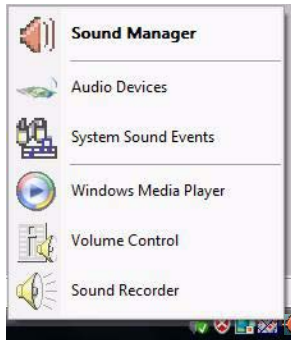 Sound Manager
Audio Devices
System Sound Events
Windows Media Player
Volume Control
Sound Recorder